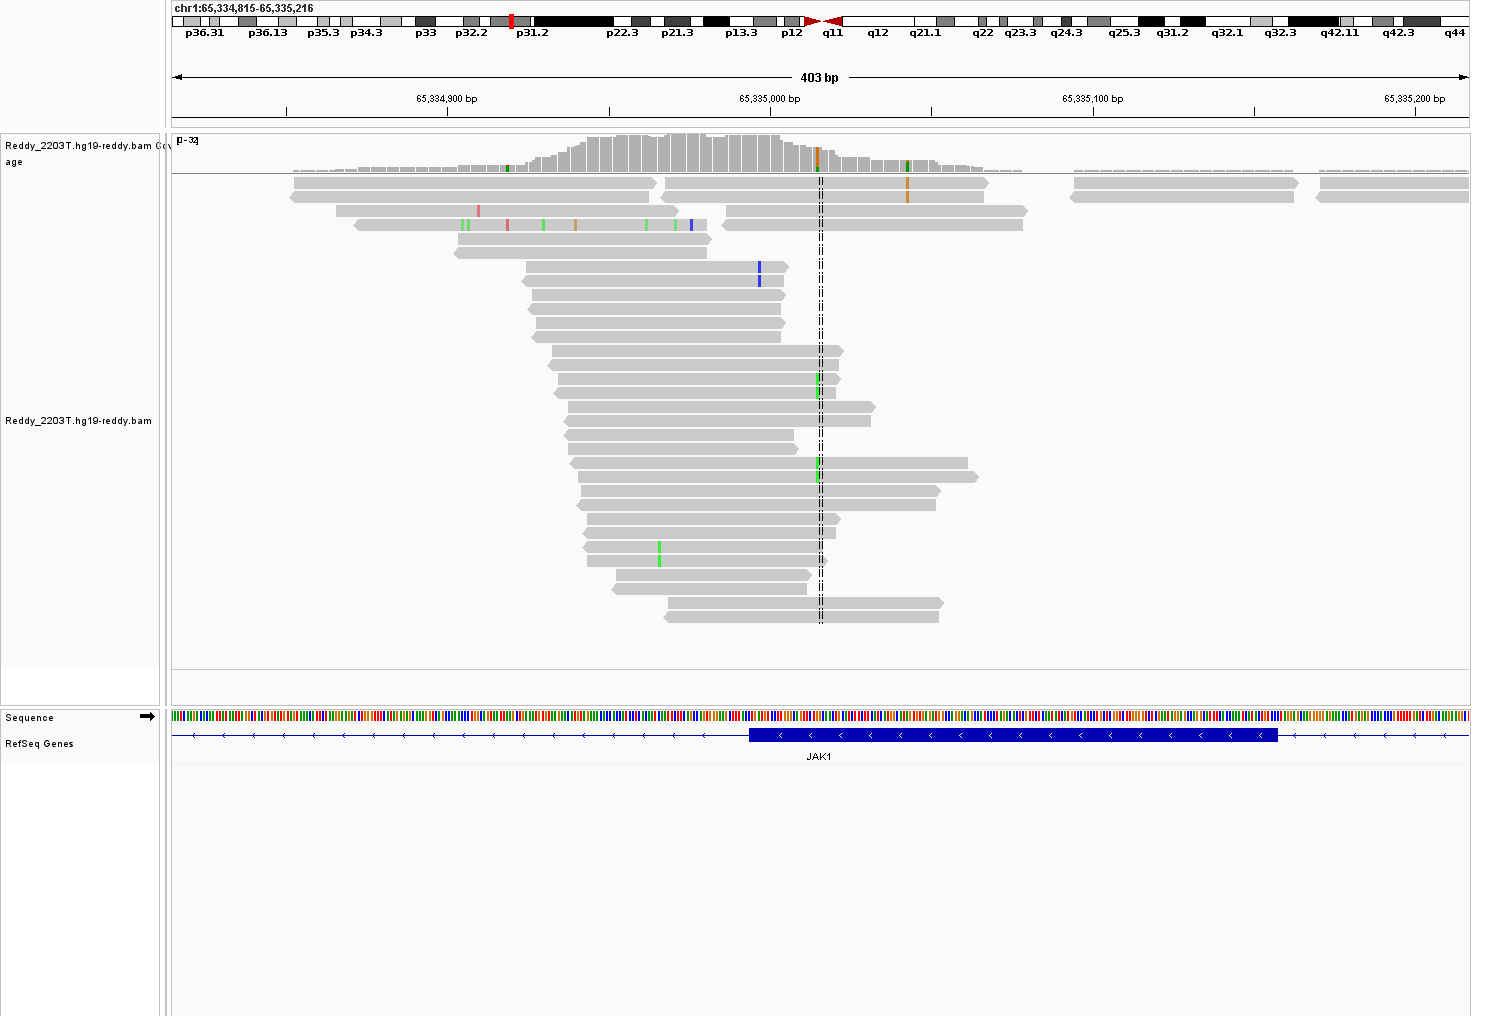 chr1:65,334,815-65,335,216
p36.31 p36.13 p35.3 p34.3 p33 p32.2 p31.2 p22.3 p21.3 p13.3 p12 q11 q12 q21.1 q22 q23.3 q24.3 q25.3 q31.2 q32.1 q32.3 q42.11 q42.3 q44
403 bp
65,334,900 bp 65,335,000 bp 65,335,100 bp 65,335,200 bp
Reddy_2203T.hg19-reddy.bam Cov
age
[0-32]
Reddy_2203T.hg19-reddy.bam
Sequence
RefSeq Genes
JAK1